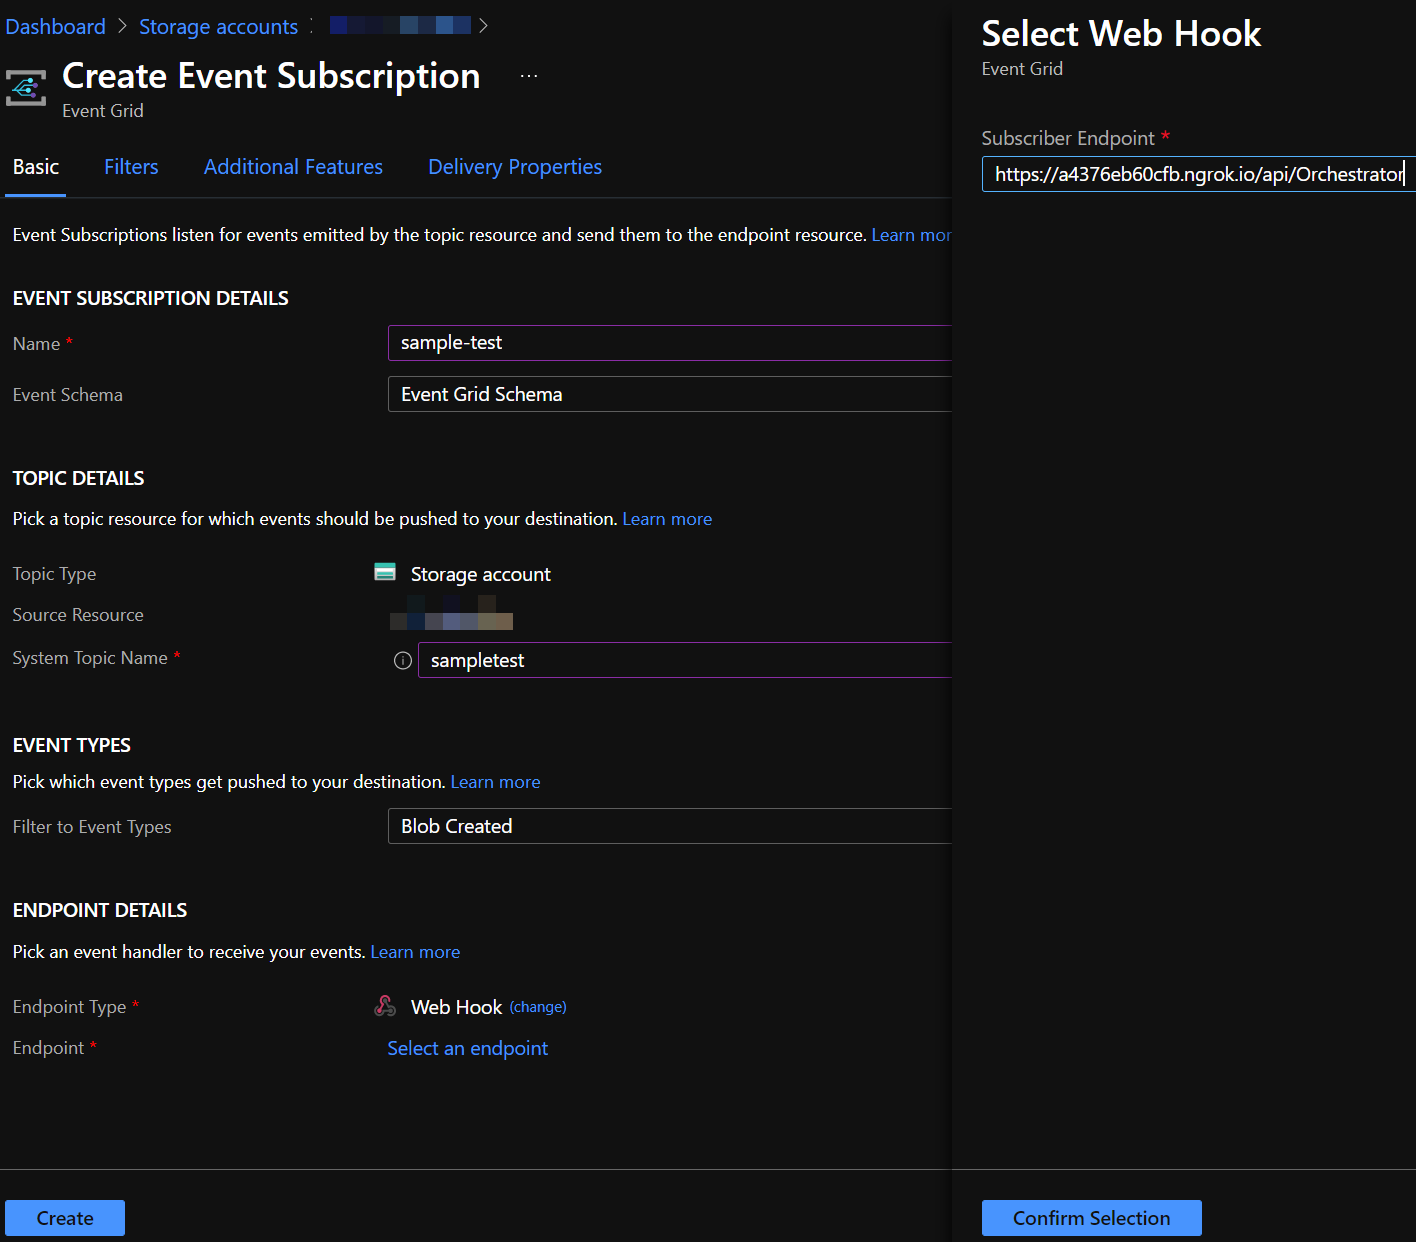 Dashboard > Storage accounts > >
Create Event Subscription ...
Event Grid
Basic Filters Additional Features Delivery Properties
Event Subscriptions listen for events emitted by the topic resource and send them to the endpoint resource. Learn mor
EVENT SUBSCRIPTION DETAILS
Name * sample-test
Event Schema Event Grid Schema
TOPIC DETAILS
Pick a topic resource for which events should be pushed to your destination. Learn more
Topic Type Storage account
Source Resource
System Topic Name * sampletest
EVENT TYPES
Pick which event types get pushed to your destination. Learn more
Filter to Event Types Blob Created
ENDPOINT DETAILS
Pick an event handler to receive your events. Learn more
Endpoint Type * Web Hook (change)
Endpoint * Select an endpoint
Create
Select Web Hook
Event Grid
Subscriber Endpoint *
https://a4376eb60cfb.ngrok.io/api/Orchestrator
Confirm Selection